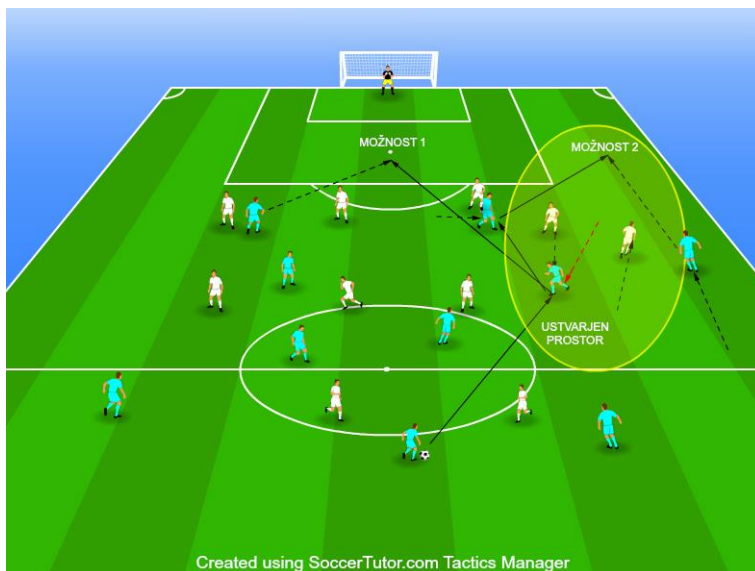 MOŽNOST 1
MOŽNOST 2
USTVARJEN
PROSTOR
Created using SoccerTutor.com Tactics Manager